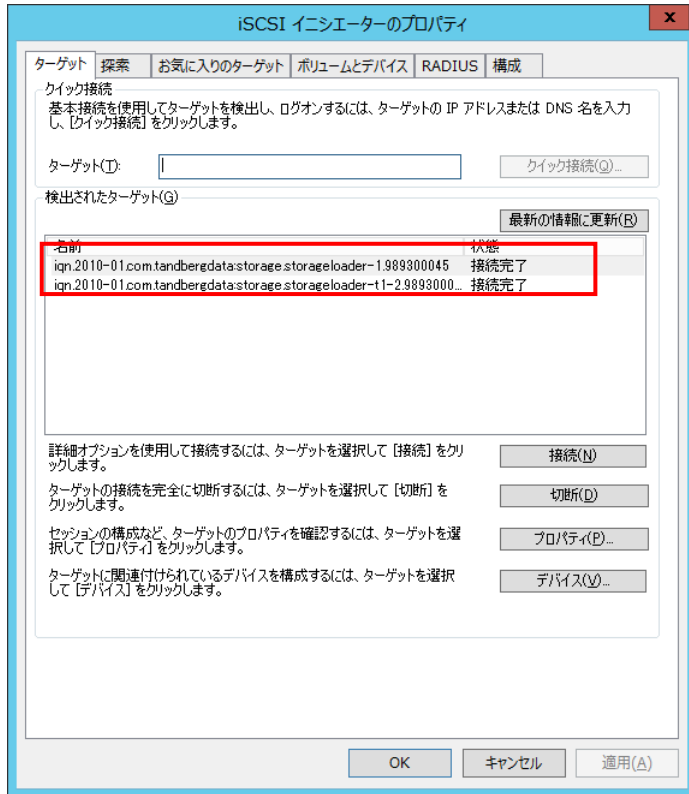 iSCSI イニシエーターのプロパティ
x
ターゲット 探索 お気に入りのターゲット ボリュームとデバイス RADIUS 構成
クイック接続
基本接続を使用してターゲットを検出し、ログオンするには、ターゲットの IP アドレスまたは DNS 名を入力
し、[クイック接続] をクリックします。
ターゲット(T): クイック接続(Q)...
検出されたターゲット(G)
最新の情報に更新(R)
名前 状態
iqn.2010-01.com.tandbergdata:storage.storageloader-1.989300045 接続完了
iqn.2010-01.com.tandbergdata:storage.storageloader-t1-2.9893000... 接続完了
詳細オプションを使用して接続するには、ターゲットを選択して [接続] をクリ
ックします。
接続(N)
ターゲットの接続を完全に切断するには、ターゲットを選択して [切断] を
クリックします。
切断(D)
セッションの構成など、ターゲットのプロパティを確認するには、ターゲットを選
択して [プロパティ] をクリックします。
プロパティ(P)...
ターゲットに関連付けられているデバイスを構成するには、ターゲットを選択
して [デバイス] をクリックします。
デバイス(V)...
OK キャンセル 適用(A)